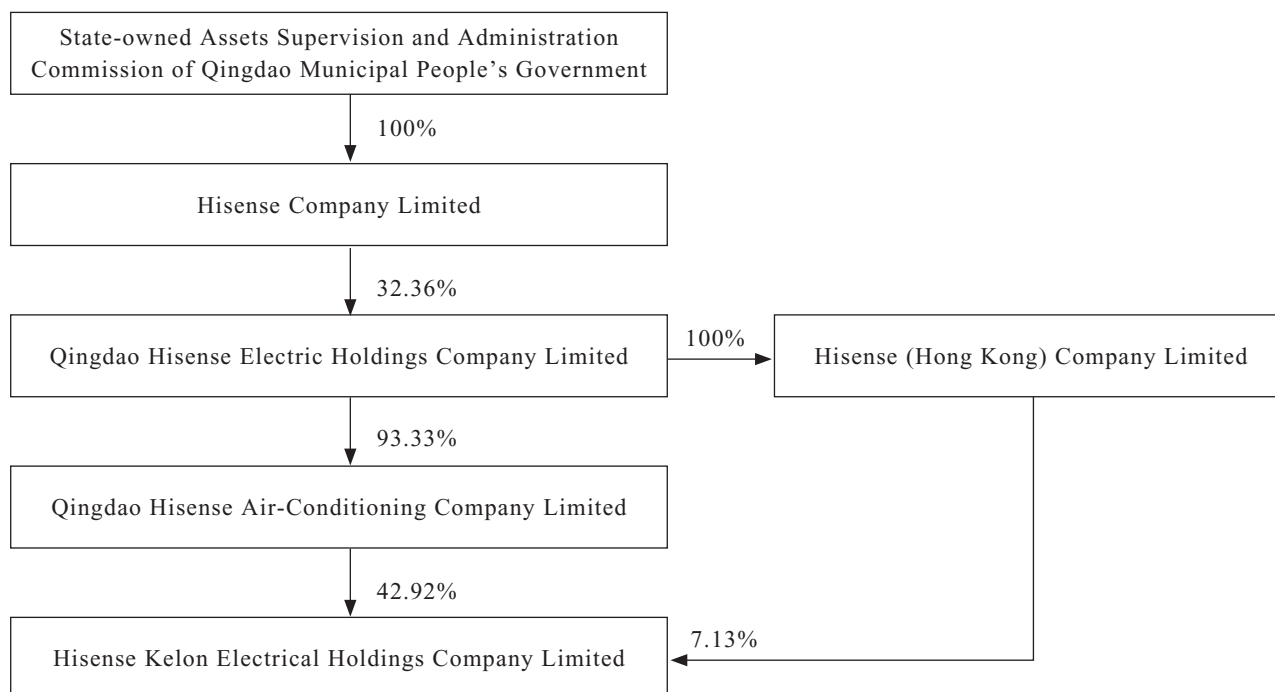 State-owned Assets Supervision and Administration
Commission of Qingdao Municipal People’s Government
100%
Hisense Company Limited
32.36%
Qingdao Hisense Electric Holdings Company Limited
100%
Hisense (Hong Kong) Company Limited
93.33%
Qingdao Hisense Air-Conditioning Company Limited
42.92%
Hisense Kelon Electrical Holdings Company Limited
7.13%